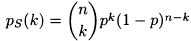 p_S(k) = \binom{n}{k} p^k (1 − p)^{n−k}